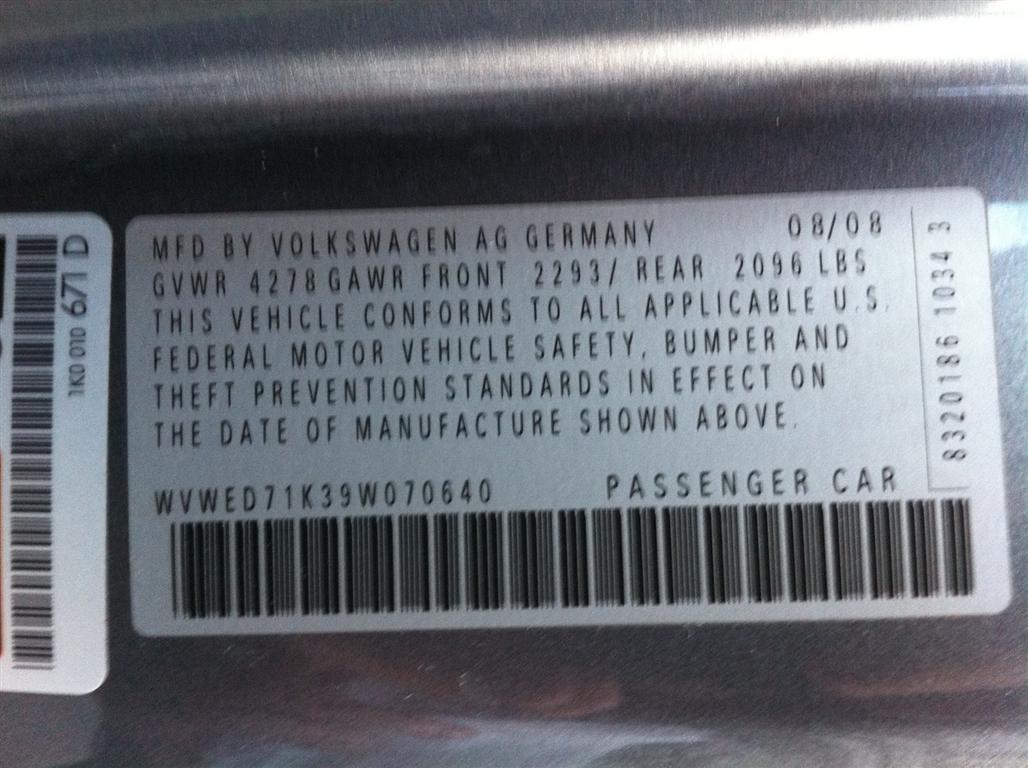 MFD BY VOLKSWAGEN AG GERMANY 08/08
GVWR 4278 GAWR FRONT 2293/ REAR 2096 LBS
THIS VEHICLE CONFORMS TO ALL APPLICABLE U.S.
FEDERAL MOTOR VEHICLE SAFETY, BUMPER AND
THEFT PREVENTION STANDARDS IN EFFECT ON
THE DATE OF MANUFACTURE SHOWN ABOVE.
WVWED71K39W070640 PASSENGER CAR
83201861034 3
1K0 010 671 D